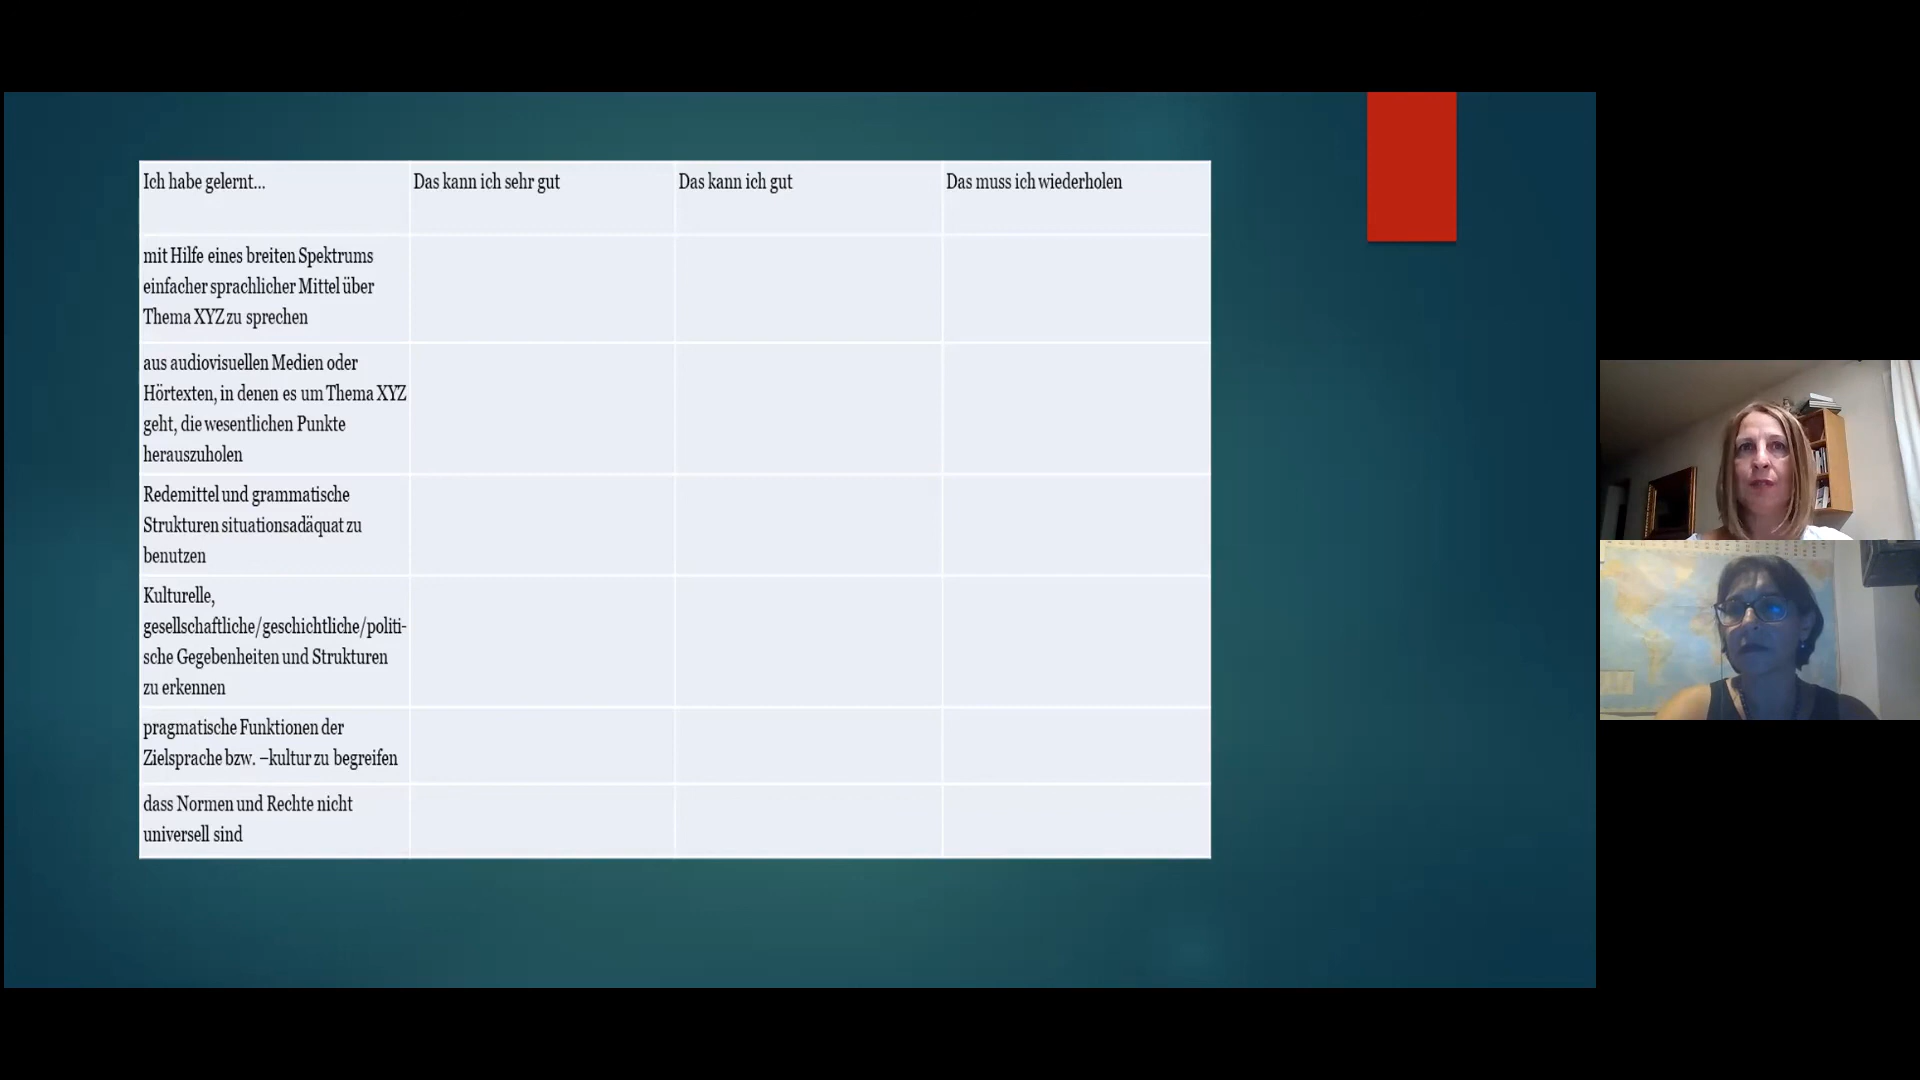 Ich habe gelernt...
Das kann ich sehr gut
Das kann ich gut
Das muss ich wiederholen
mit Hilfe eines breiten Spektrums
einfacher sprachlicher Mittel über
Thema XYZ zu sprechen
aus audiovisuellen Medien oder
Hörtexten, in denen es um Thema XYZ
geht, die wesentlichen Punkte
herauszuholen
Redemittel und grammatische
Strukturen situationsadäquat zu
benutzen
Kulturelle,
gesellschaftliche/geschichtliche/politi-
sche Gegebenheiten und Strukturen
zu erkennen
pragmatische Funktionen der
Zielsprache bzw. –kultur zu begreifen
dass Normen und Rechte nicht
universell sind